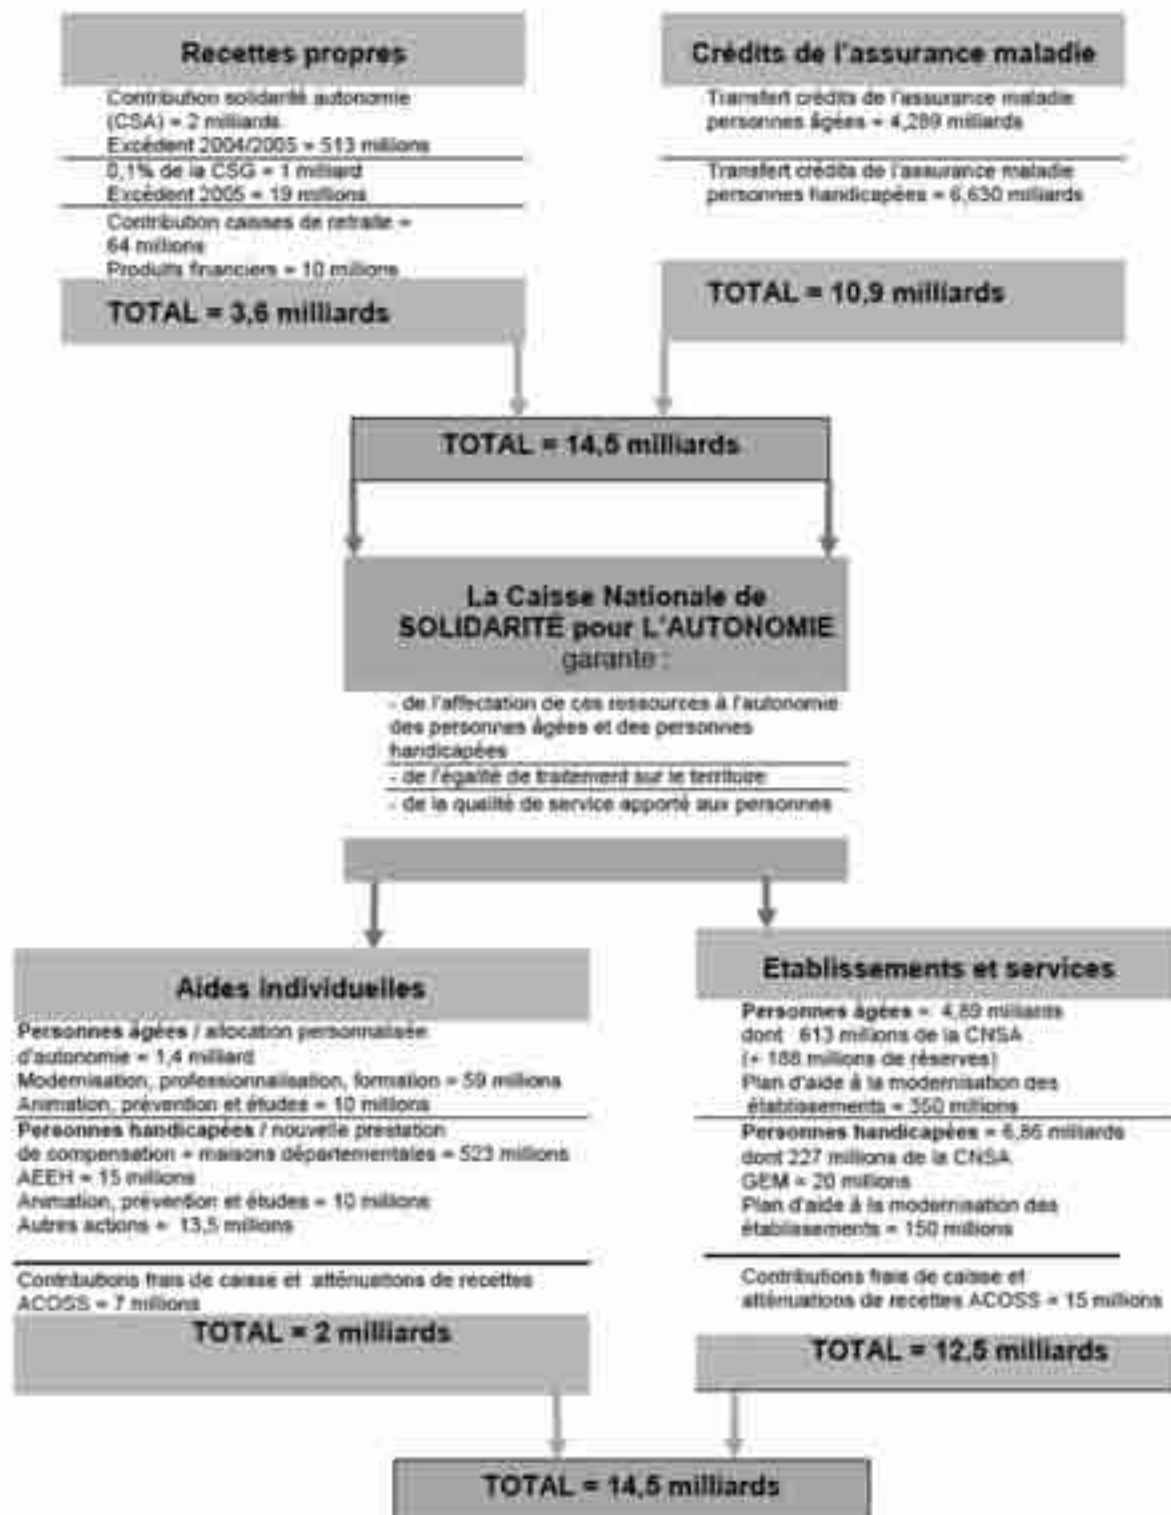 Recettes propres
Contribution solidarité autonomie
(CSA) = 2 milliards
Excédent 2004/2005 = 513 millions
0,1% de la CSG = 1 milliard
Excédent 2005 = 19 millions
Contribution caisses de retraite =
64 millions
Produits financiers = 10 millions
TOTAL = 3,6 milliards
Crédits de l'assurance maladie
Transfert crédits de l'assurance maladie
personnes âgées = 4,289 milliards
Transfert crédits de l'assurance maladie
personnes handicapées = 6,630 milliards
TOTAL = 10,9 milliards
TOTAL = 14,5 milliards
La Caisse Nationale de
SOLIDARITÉ pour L'AUTONOMIE
garante :
- de l'affectation de ces ressources à l'autonomie
des personnes âgées et des personnes
handicapées
- de l'égalité de traitement sur le territoire
- de la qualité de service apporté aux personnes
Aides individuelles
Personnes âgées / allocation personnalisée
d'autonomie = 1,4 milliard
Modernisation, professionnalisation, formation = 59 millions
Animation, prévention et études = 10 millions
Personnes handicapées / nouvelle prestation
de compensation + maisons départementales = 523 millions
AEEH = 15 millions
Animation, prévention et études = 10 millions
Autres actions = 13,5 millions
Contributions frais de caisse et atténuations de recettes
ACOSS = 7 millions
TOTAL = 2 milliards
Etablissements et services
Personnes âgées = 4,89 milliards
dont 613 millions de la CNSA
(+ 188 millions de réserves)
Plan d'aide à la modernisation des
établissements = 350 millions
Personnes handicapées = 6,86 milliards
dont 227 millions de la CNSA
GEM = 20 millions
Plan d'aide à la modernisation des
établissements = 150 millions
Contributions frais de caisse et
atténuations de recettes ACOSS = 15 millions
TOTAL = 12,5 milliards
TOTAL = 14,5 milliards